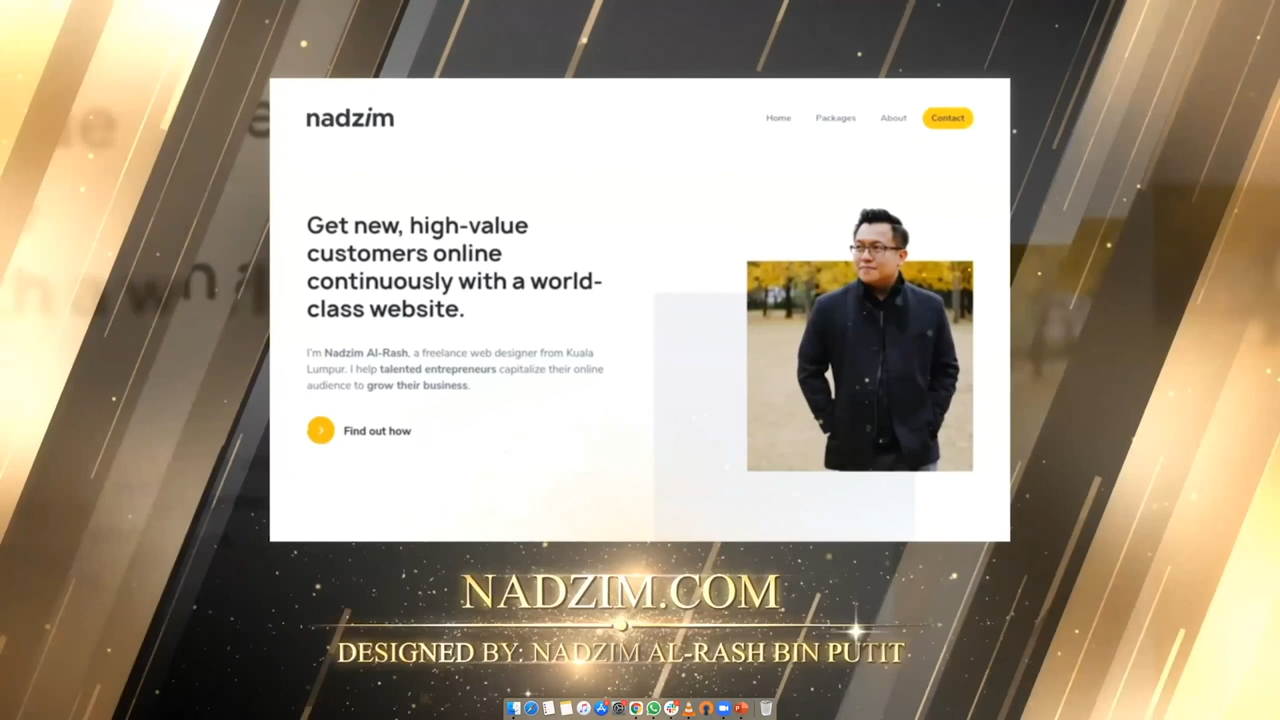 nadzim
Home Packages About Contact
Get new, high-value
customers online
continuously with a world-
class website.
I'm Nadzim Al-Rash, a freelance web designer from Kuala
Lumpur. I help talented entrepreneurs capitalize their online
audience to grow their business.
Find out how
NADZIM.COM
DESIGNED BY: NADZIM AL-RASH BIN PUTIT